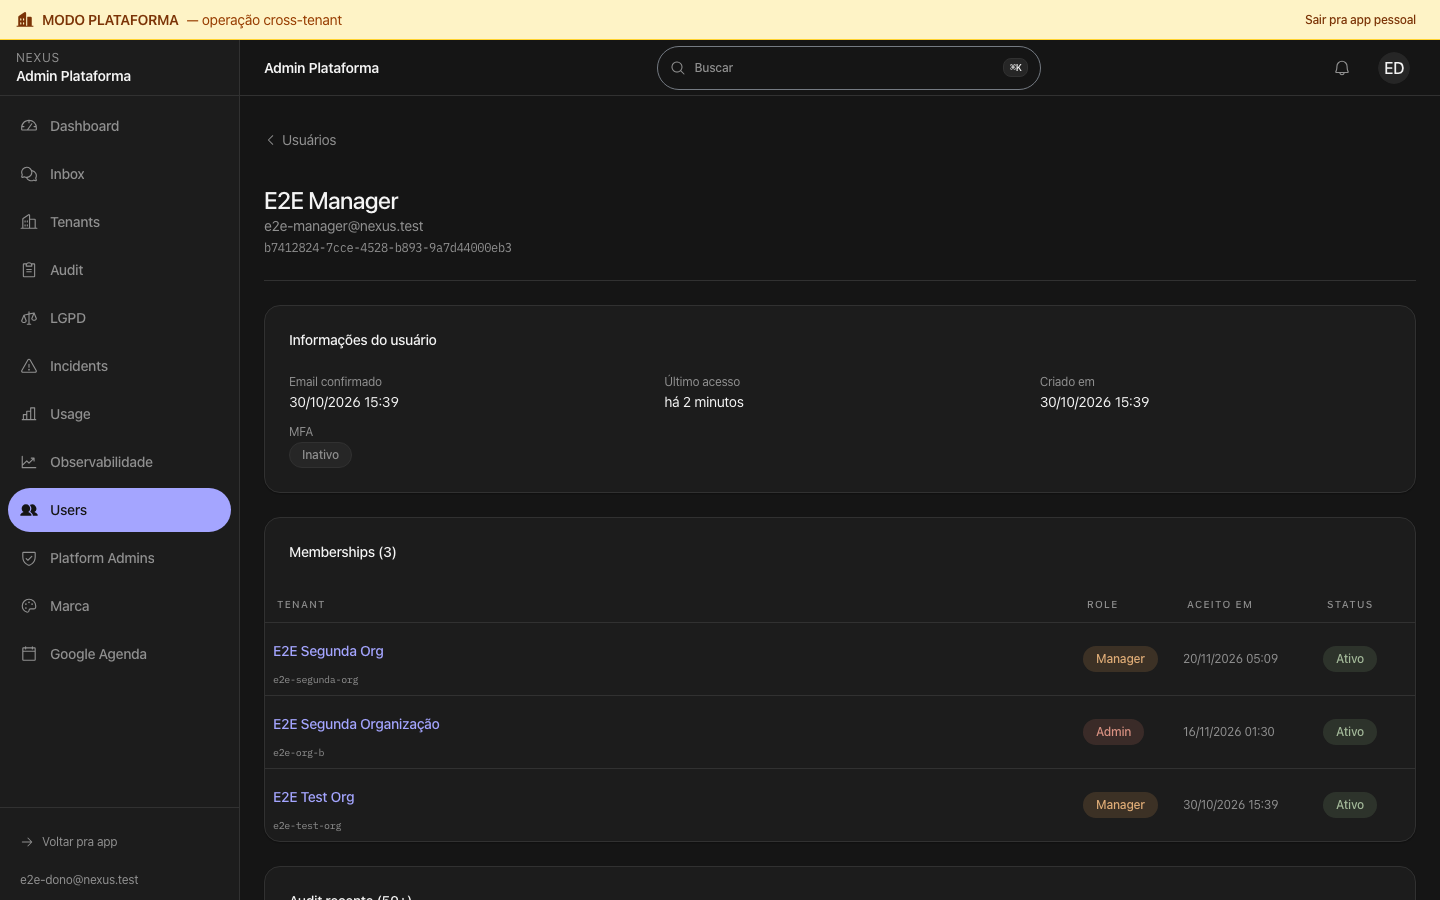 MODO PLATAFORMA — operação cross-tenant
Sair pra app pessoal
NEXUS
Admin Plataforma
Admin Plataforma
Buscar
⌘K
ED
Dashboard
Inbox
Tenants
Audit
LGPD
Incidents
Usage
Observabilidade
Users
Platform Admins
Marca
Google Agenda
Voltar pra app
e2e-dono@nexus.test
Usuários
E2E Manager
e2e-manager@nexus.test
b7412824-7cce-4528-b893-9a7d44000eb3
Informações do usuário
Email confirmado
30/10/2026 15:39
Último acesso
há 2 minutos
Criado em
30/10/2026 15:39
MFA
Inativo
Memberships (3)
TENANT ROLE ACEITO EM STATUS
E2E Segunda Org
e2e-segunda-org
Manager 20/11/2026 05:09 Ativo
E2E Segunda Organização
e2e-org-b
Admin 16/11/2026 01:30 Ativo
E2E Test Org
e2e-test-org
Manager 30/10/2026 15:39 Ativo
Audit recente (50+)